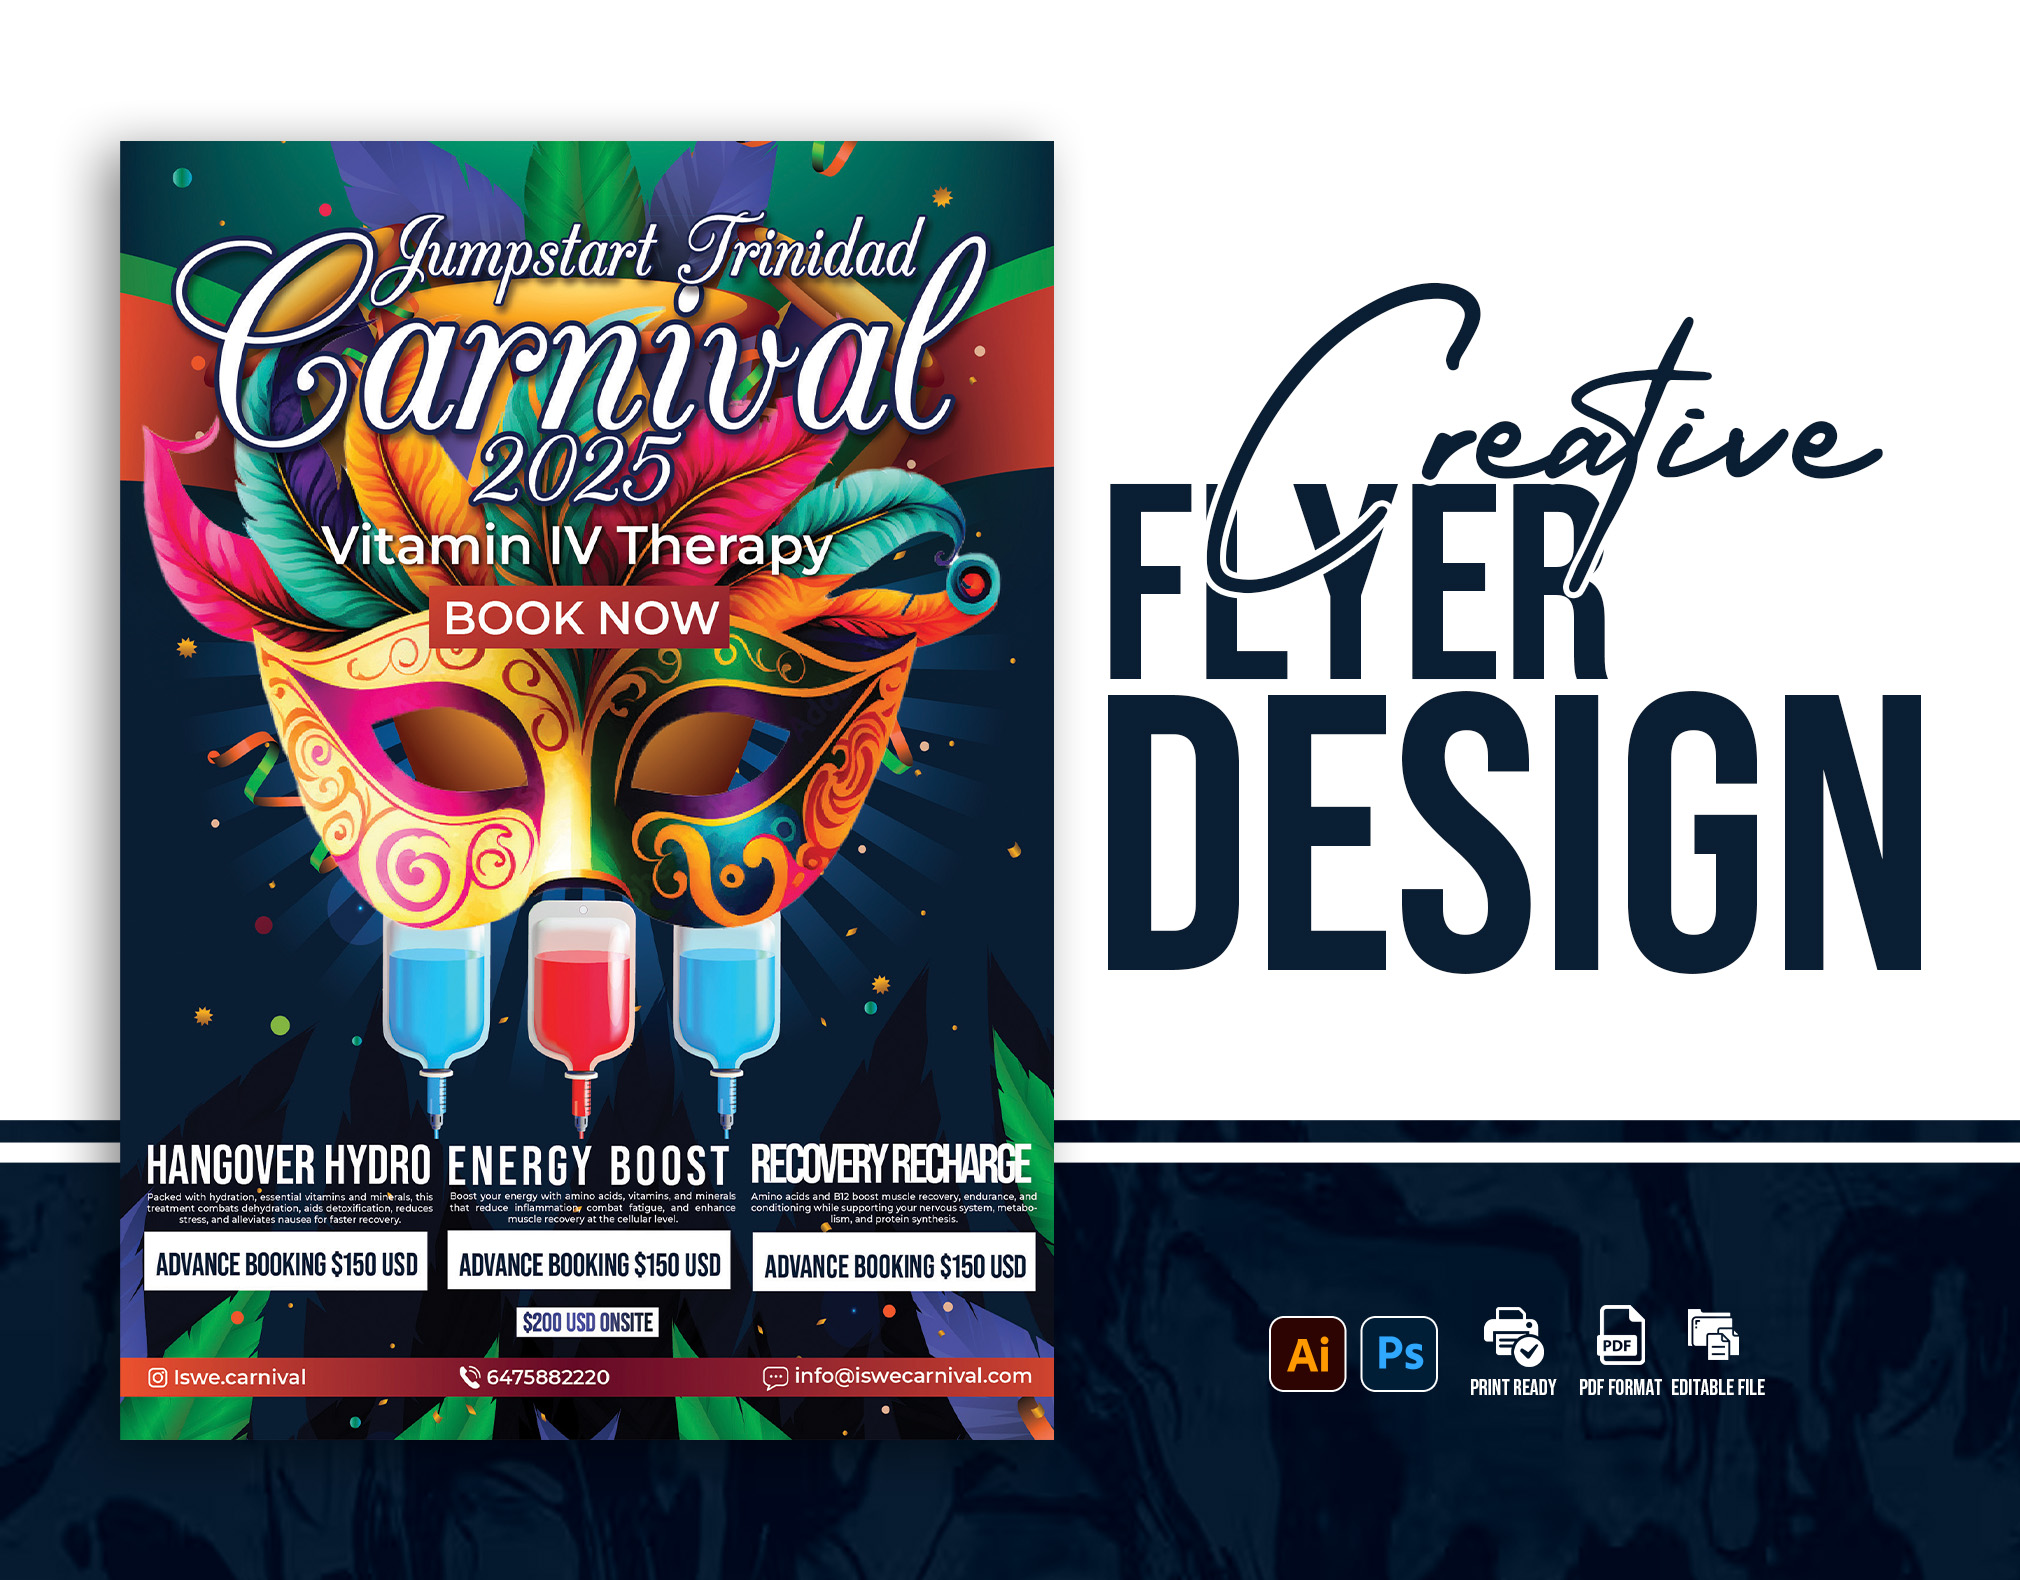 Jumpstart Trinidad
Carnival
2025
Vitamin IV Therapy
BOOK NOW
HANGOVER HYDRO
Packed with hydration, essential vitamins and minerals, this
treatment combats dehydration, aids detoxification, reduces
stress, and alleviates nausea for faster recovery.
ADVANCE BOOKING $150 USD
ENERGY BOOST
Boost your energy with amino acids, vitamins, and minerals
that reduce inflammation, combat fatigue, and enhance
muscle recovery at the cellular level.
ADVANCE BOOKING $150 USD
RECOVERY RECHARGE
Amino acids and B12 boost muscle recovery, endurance, and
conditioning while supporting your nervous system, metabo-
lism, and protein synthesis.
ADVANCE BOOKING $150 USD
$200 USD ONSITE
Iswe.carnival
6475882220
info@iswecarnival.com
Creative
FLYER
DESIGN
Ai
Ps
PRINT READY
PDF
PDF FORMAT
EDITABLE FILE